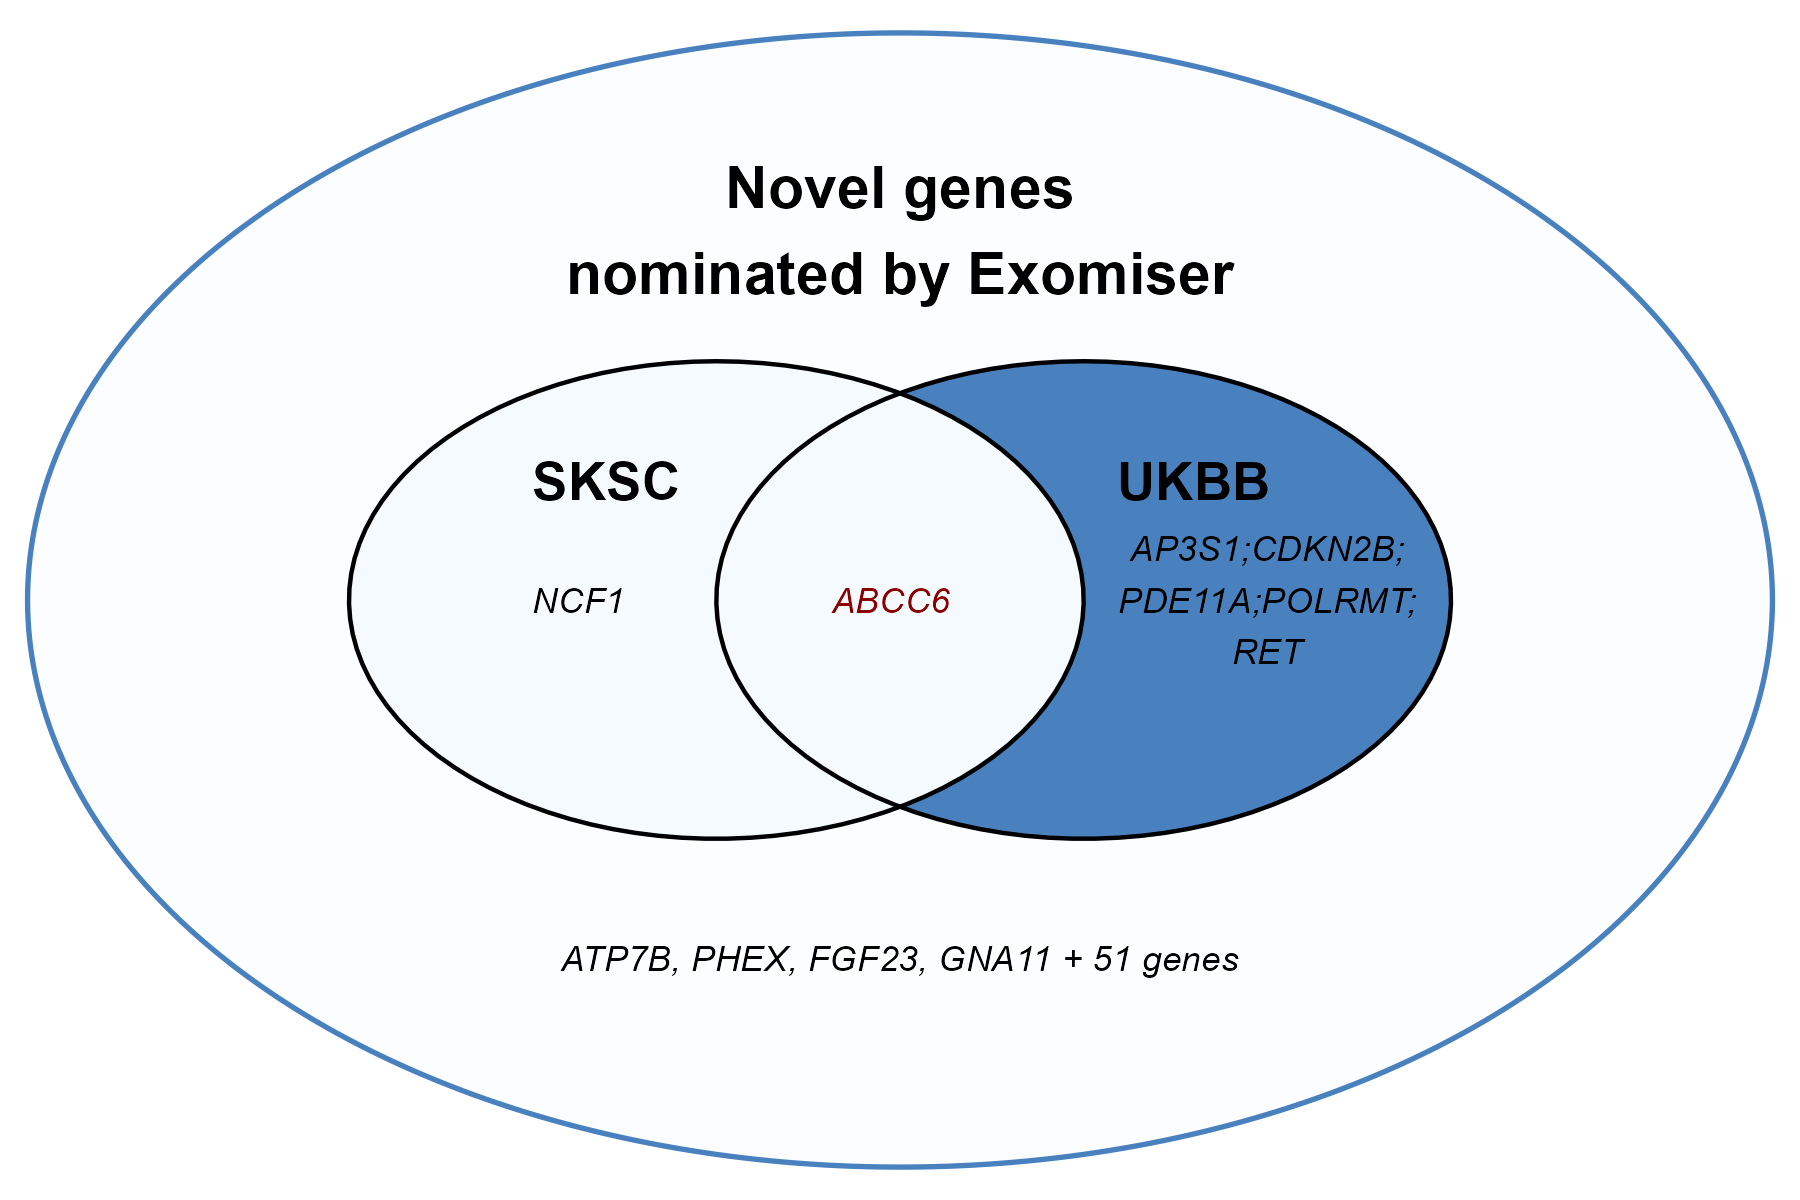 Novel genes
nominated by Exomiser
SKSC
UKBB
AP3S1;CDKN2B;
NCF1
ABCC6
PDE11A;POLRMT;
RET
ATP7B, PHEX, FGF23, GNA11 + 51 genes